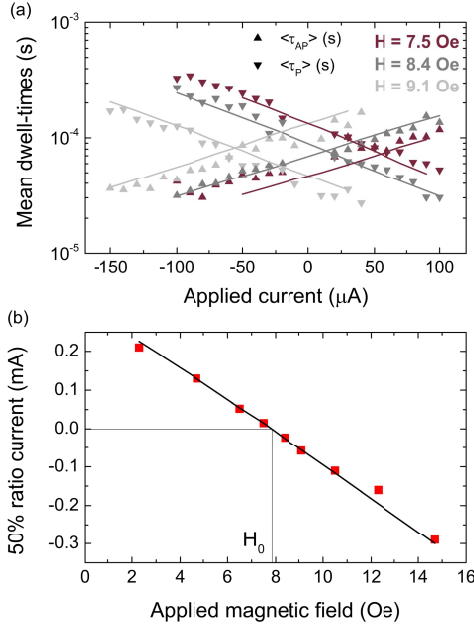 (a)
10⁻³
<τAP> (s)
H = 7.5 Oe
<τP> (s)
H = 8.4 Oe
H = 9.1 Oe
10⁻⁴
Mean dwell-times (s)
10⁻⁵
-150 -100 -50 0 50 100
Applied current (μA)
(b)
0.2
0.1
0.0
-0.1
-0.2
-0.3
50% ratio current (mA)
H₀
0 2 4 6 8 10 12 14 16
Applied magnetic field (Oe)